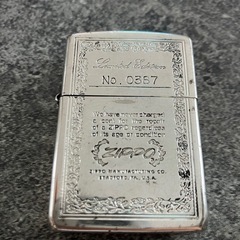 Limited Edition
No. 0357
We have never charged
a cent for the repair
of a ZIPPO regardless
of its age or condition
ZIPPO
ZIPPO MANUFACTURING CO.
BRADFORD, PA. U.S.A.